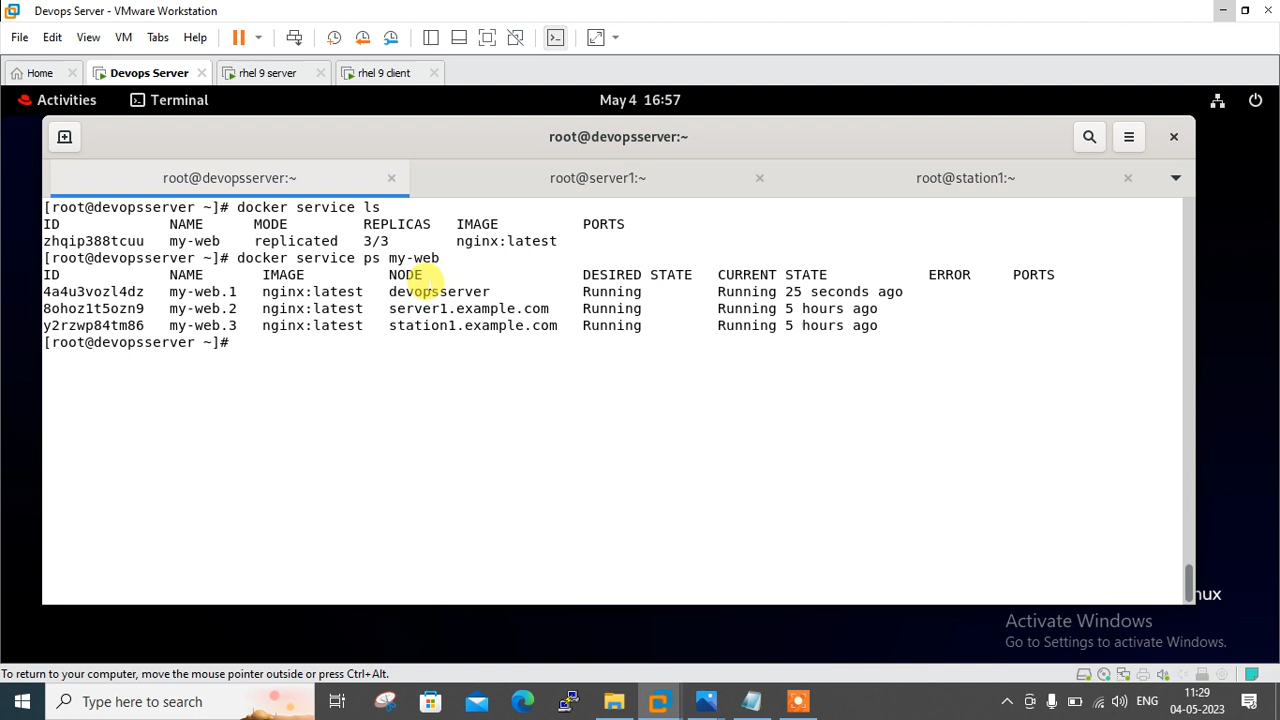 Devops Server - VMware Workstation
File Edit View VM Tabs Help
Home Devops Server rhel 9 server rhel 9 client
Activities Terminal May 4 16:57
root@devopsserver:~
root@devopsserver:~ root@server1:~ root@station1:~
[root@devopsserver ~]# docker service ls
ID NAME MODE REPLICAS IMAGE PORTS
zhqip388tcuu my-web replicated 3/3 nginx:latest
[root@devopsserver ~]# docker service ps my-web
ID NAME IMAGE NODE DESIRED STATE CURRENT STATE ERROR PORTS
4a4u3vozl4dz my-web.1 nginx:latest devopsserver Running Running 25 seconds ago
8ohoz1t5ozn9 my-web.2 nginx:latest server1.example.com Running Running 5 hours ago
y2rzwp84tm86 my-web.3 nginx:latest station1.example.com Running Running 5 hours ago
[root@devopsserver ~]#
nux
Activate Windows
Go to Settings to activate Windows.
To return to your computer, move the mouse pointer outside or press Ctrl+Alt.
Type here to search
ENG
11:29
04-05-2023